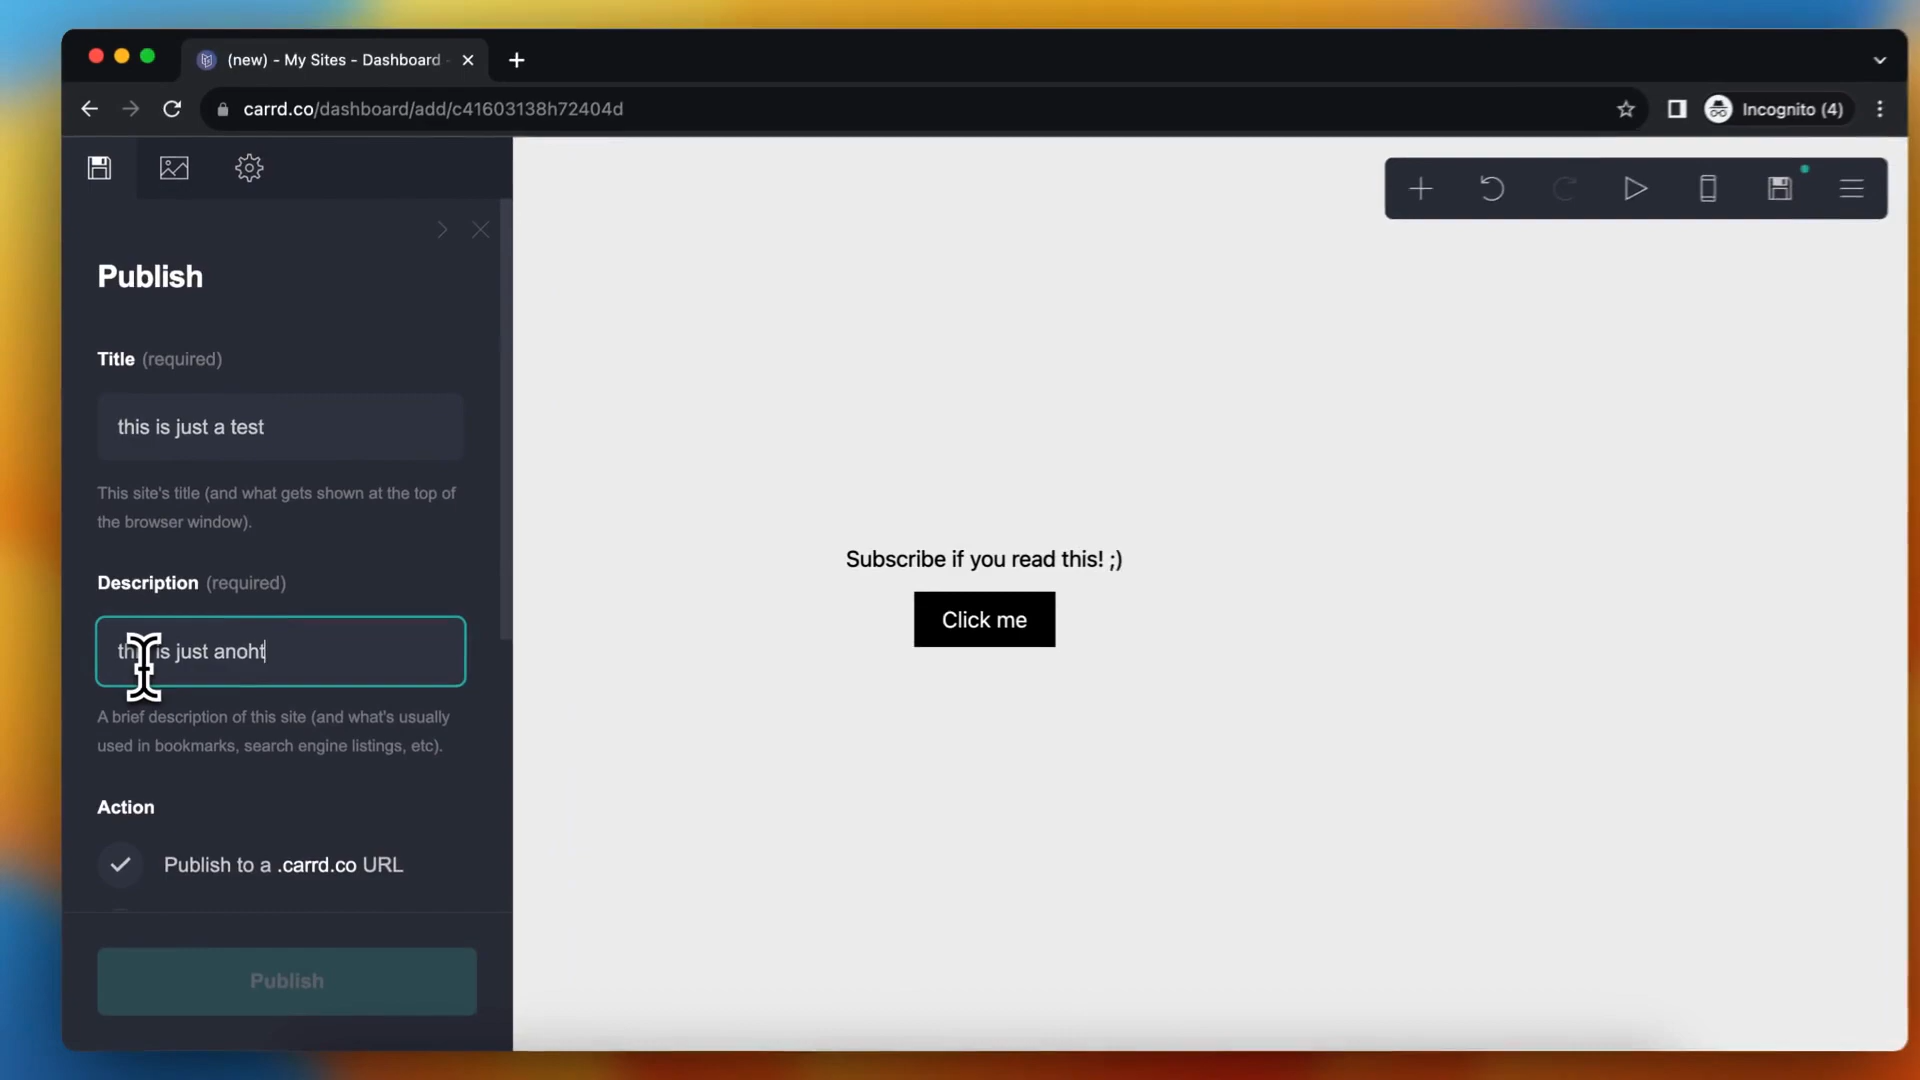 (new) - My Sites - Dashboard
carrd.co/dashboard/add/c41603138h72404d
Incognito (4)
Publish
Title (required)
this is just a test
This site's title (and what gets shown at the top of
the browser window).
Description (required)
is just anoht
A brief description of this site (and what's usually
used in bookmarks, search engine listings, etc).
Action
Publish to a .carrd.co URL
Publish
Subscribe if you read this! ;)
Click me